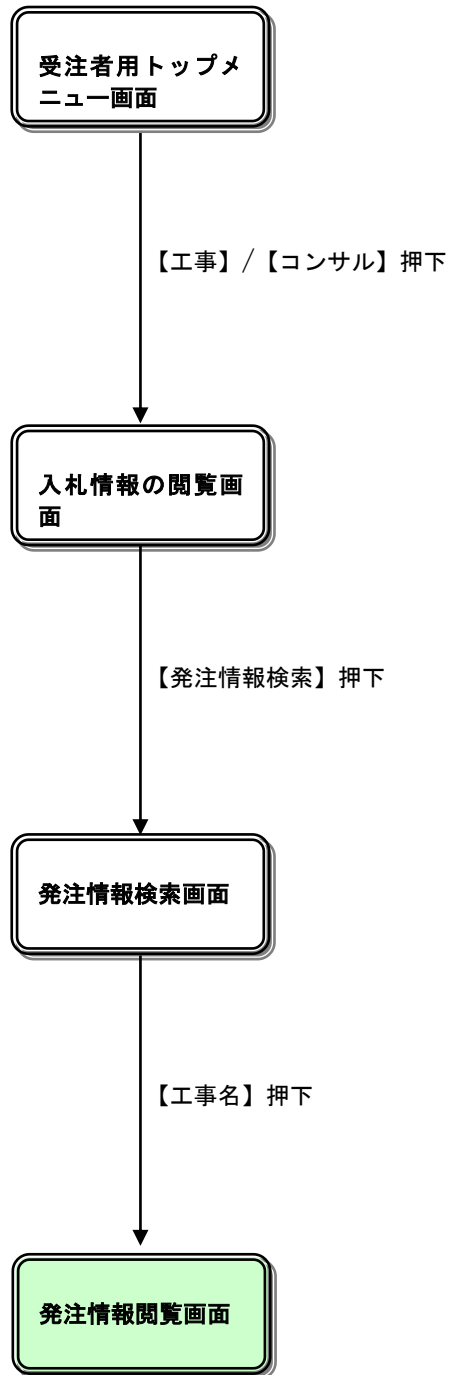 受注者用トップメ
ニュー画面
【工事】/【コンサル】押下
入札情報の閲覧画
面
【発注情報検索】押下
発注情報検索画面
【工事名】押下
発注情報閲覧画面